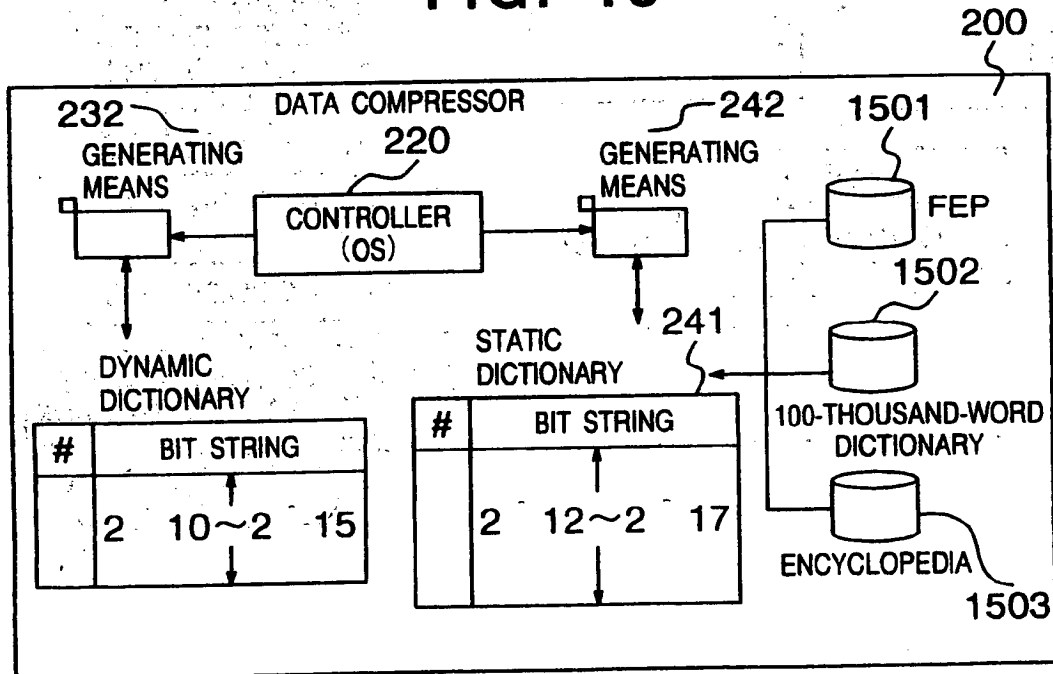 200
DATA COMPRESSOR
232
220
242
1501
GENERATING
MEANS
CONTROLLER
(OS)
GENERATING
MEANS
FEP
1502
241
DYNAMIC
DICTIONARY
STATIC
DICTIONARY
100-THOUSAND-WORD
DICTIONARY
# BIT STRING
2 10~2 15
# BIT STRING
2 12~2 17
ENCYCLOPEDIA
1503